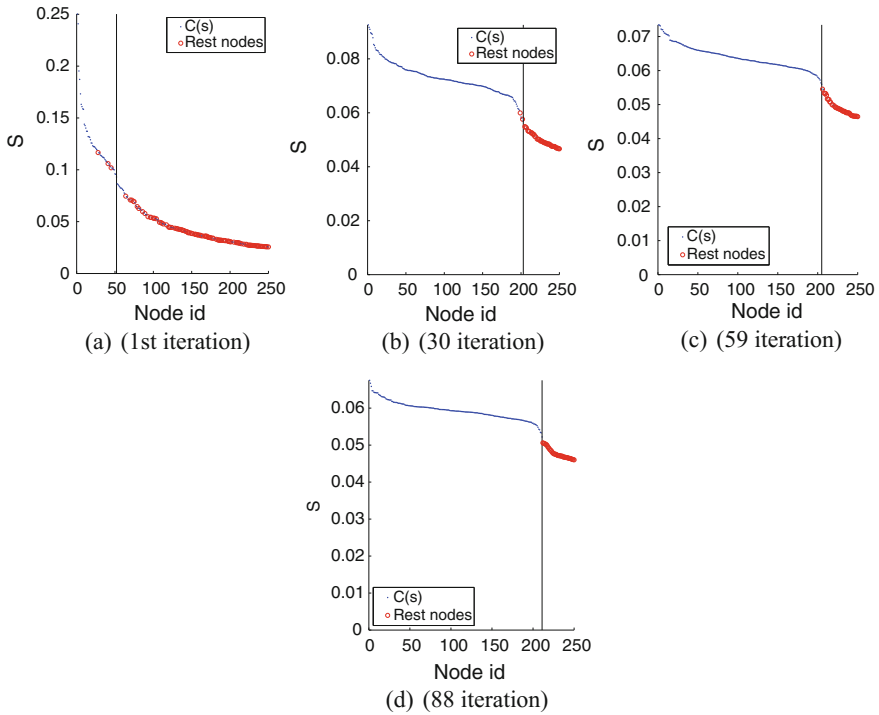 0.25
0.2
0.15
0.1
0.05
0
S
C(s)
Rest nodes
0 50 100 150 200 250
Node id
(a) (1st iteration)
0.08
0.06
0.04
0.02
0
S
C(s)
Rest nodes
0 50 100 150 200 250
Node id
(b) (30 iteration)
0.07
0.06
0.05
0.04
0.03
0.02
0.01
0
S
C(s)
Rest nodes
0 50 100 150 200 250
Node id
(c) (59 iteration)
0.06
0.05
0.04
0.03
0.02
0.01
0
S
C(s)
Rest nodes
0 50 100 150 200 250
Node id
(d) (88 iteration)